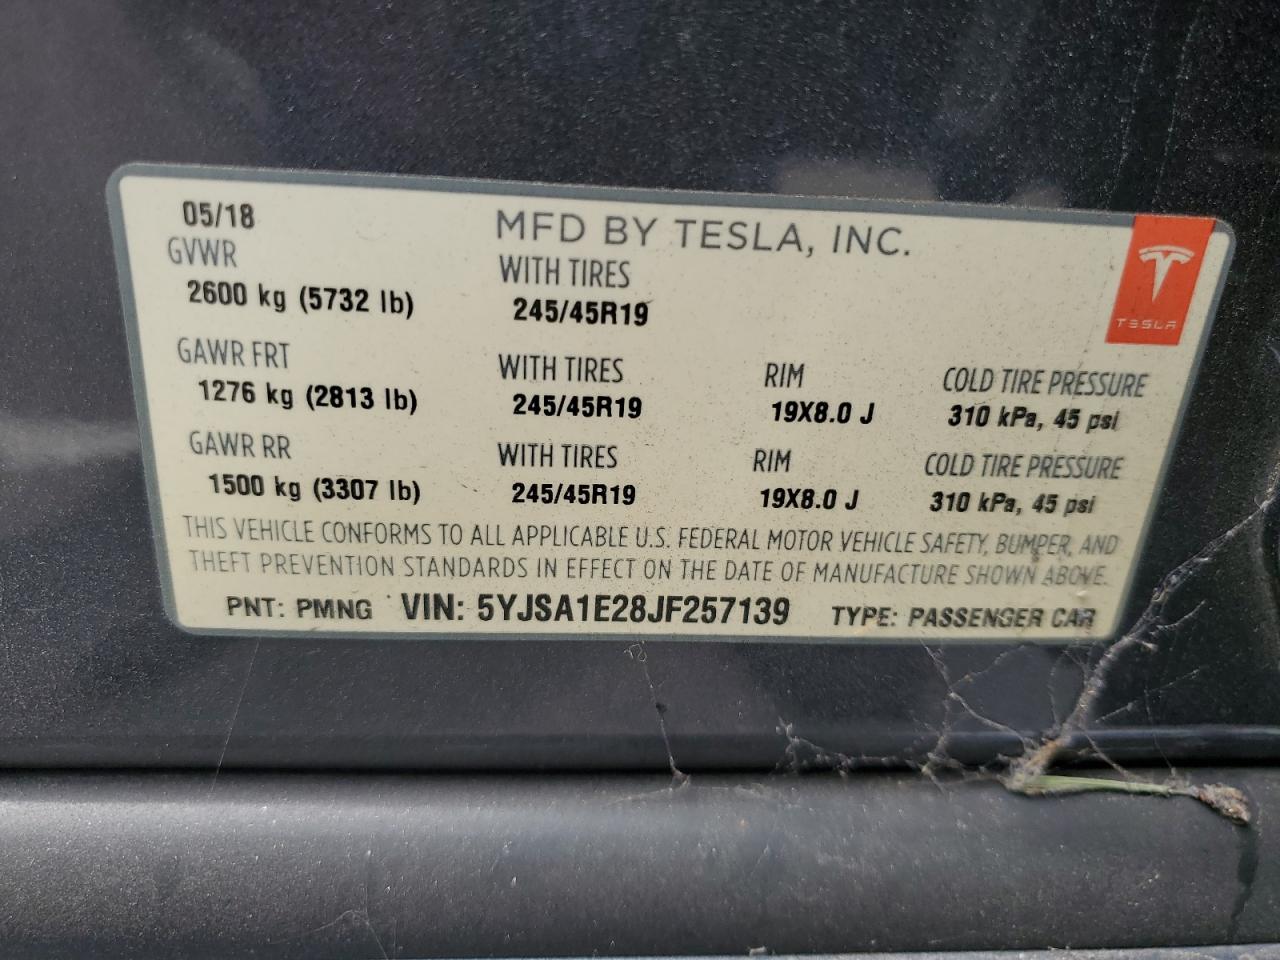 05/18 MFD BY TESLA, INC.
GVWR WITH TIRES
2600 kg (5732 lb) 245/45R19
TESLA
GAWR FRT WITH TIRES RIM COLD TIRE PRESSURE
1276 kg (2813 lb) 245/45R19 19X8.0 J 310 kPa, 45 psi
GAWR RR WITH TIRES RIM COLD TIRE PRESSURE
1500 kg (3307 lb) 245/45R19 19X8.0 J 310 kPa, 45 psi
THIS VEHICLE CONFORMS TO ALL APPLICABLE U.S. FEDERAL MOTOR VEHICLE SAFETY, BUMPER, AND
THEFT PREVENTION STANDARDS IN EFFECT ON THE DATE OF MANUFACTURE SHOWN ABOVE.
PNT: PMNG VIN: 5YJSA1E28JF257139 TYPE: PASSENGER CAR